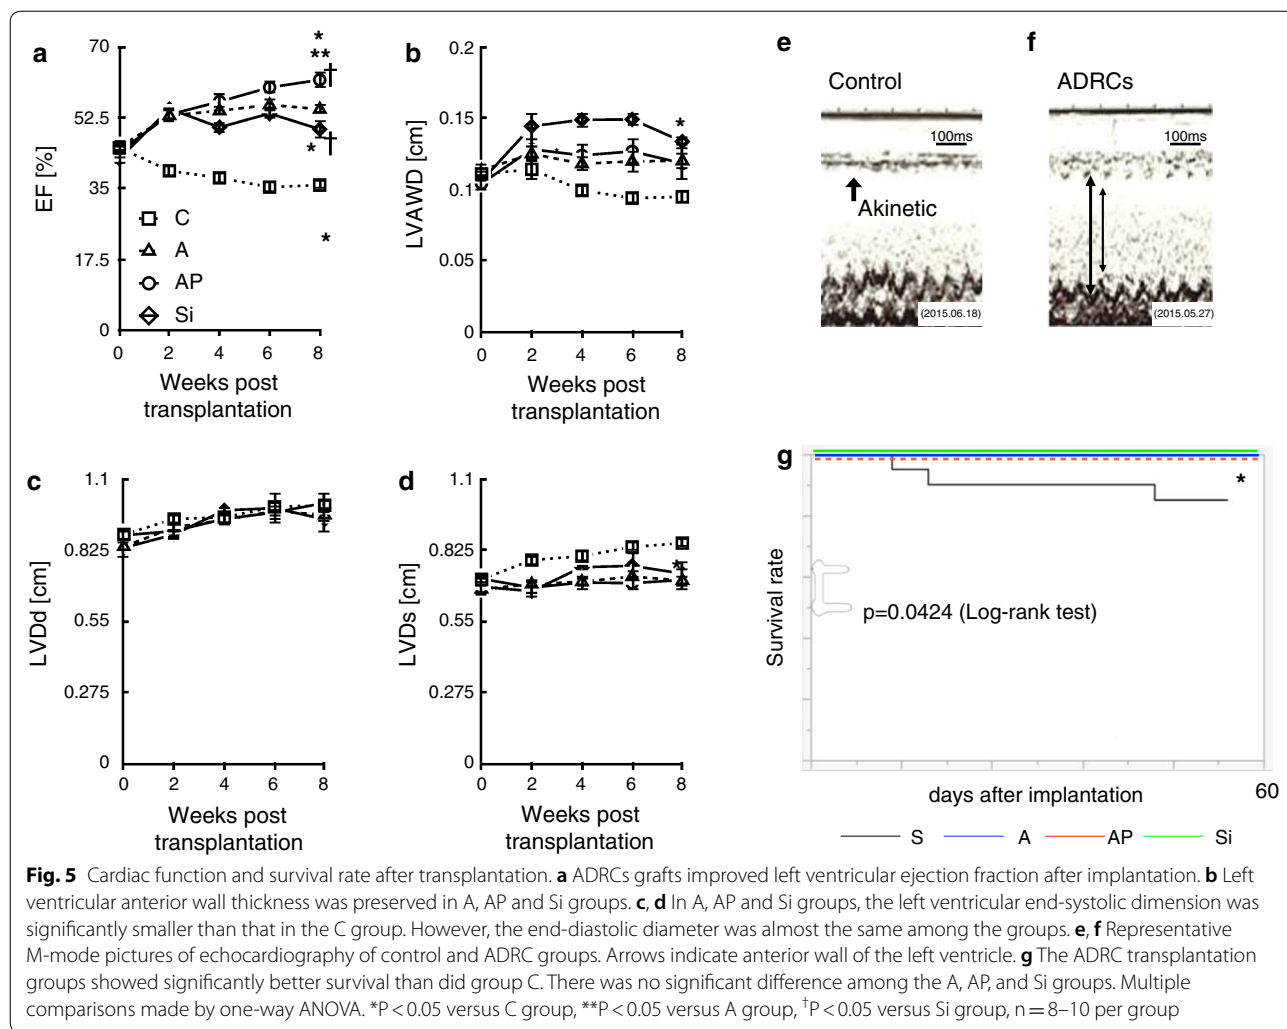 a
70
52.5
35
17.5
0
EF [%]
*
**
†
*
†
*
C
A
AP
Si
0 2 4 6 8
Weeks post
transplantation
b
0.2
0.15
0.1
0.05
0
LVAWD [cm]
*
0 2 4 6 8
Weeks post
transplantation
e
Control
100ms
Akinetic
(2015.06.18)
f
ADRCs
100ms
(2015.05.27)
c
1.1
0.825
0.55
0.275
0
LVDd [cm]
0 2 4 6 8
Weeks post
transplantation
d
1.1
0.825
0.55
0.275
0
LVDs [cm]
*
0 2 4 6 8
Weeks post
transplantation
g
*
Survival rate
p=0.0424 (Log-rank test)
days after implantation
60
S A AP Si
Fig. 5 Cardiac function and survival rate after transplantation. a ADRCs grafts improved left ventricular ejection fraction after implantation. b Left
ventricular anterior wall thickness was preserved in A, AP and Si groups. c, d In A, AP and Si groups, the left ventricular end-systolic dimension was
significantly smaller than that in the C group. However, the end-diastolic diameter was almost the same among the groups. e, f Representative
M-mode pictures of echocardiography of control and ADRC groups. Arrows indicate anterior wall of the left ventricle. g The ADRC transplantation
groups showed significantly better survival than did group C. There was no significant difference among the A, AP, and Si groups. Multiple
comparisons made by one-way ANOVA. *P < 0.05 versus C group, **P < 0.05 versus A group, †P < 0.05 versus Si group, n = 8–10 per group